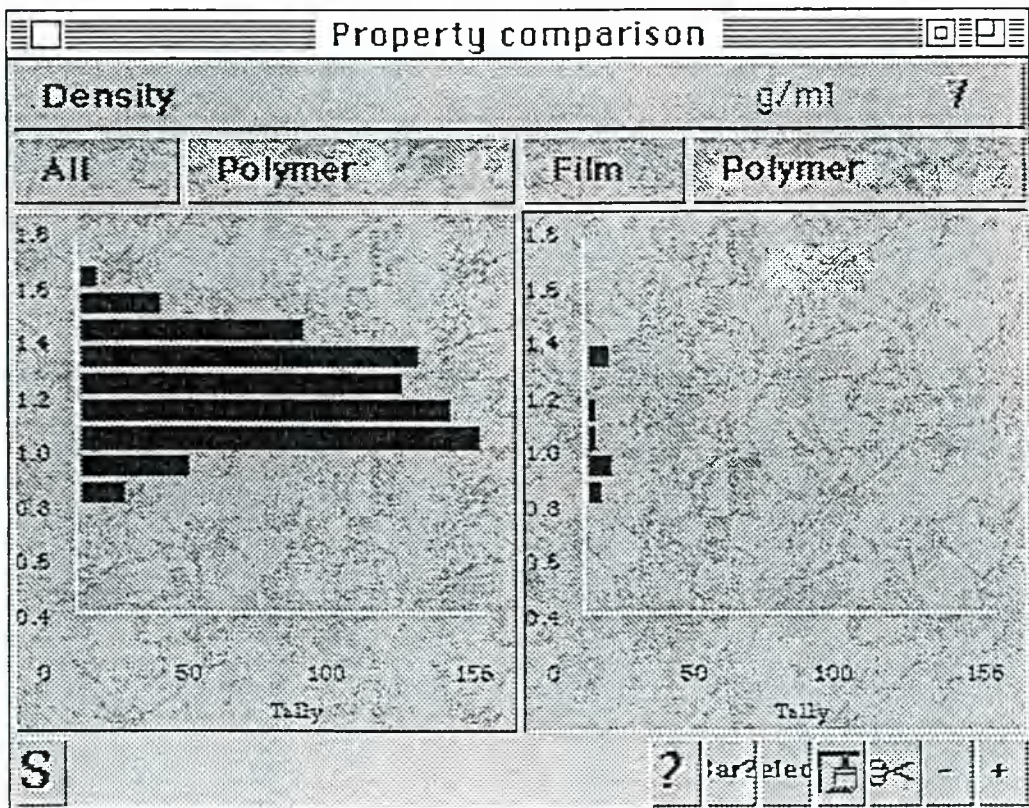 Property comparison
Density g/ml 7
All Polymer Film Polymer
1.8 1.8
1.6 1.6
1.4 1.4
1.2 1.2
1.0 1.0
0.8 0.8
0.6 0.6
0.4 0.4
0 50 100 156 0 50 100 156
Tally Tally
S ? elec - +